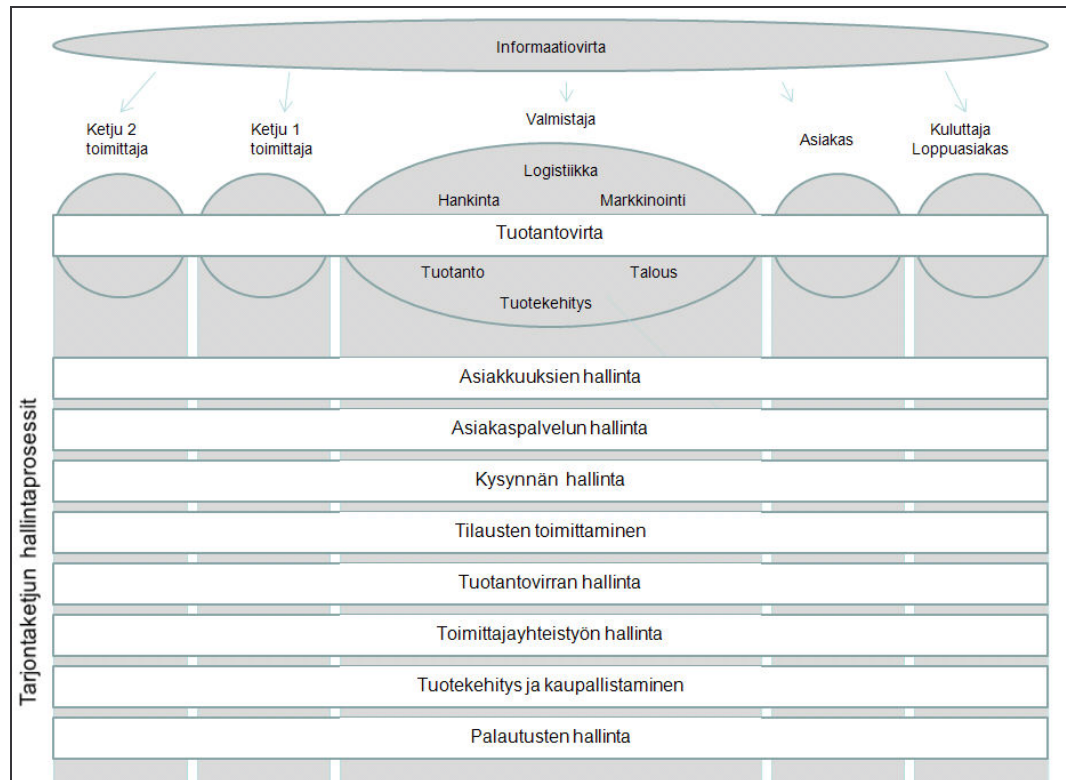 Informaatiovirta
Ketju 2
toimittaja
Ketju 1
toimittaja
Valmistaja
Asiakas
Kuluttaja
Loppuasiakas
Logistiikka
Hankinta
Markkinointi
Tuotantovirta
Tuotanto
Talous
Tuotekehitys
Tarjontaketjun hallintaprosessit
Asiakkuuksien hallinta
Asiakaspalvelun hallinta
Kysynnän hallinta
Tilausten toimittaminen
Tuotantovirran hallinta
Toimittajayhteistyön hallinta
Tuotekehitys ja kaupallistaminen
Palautusten hallinta